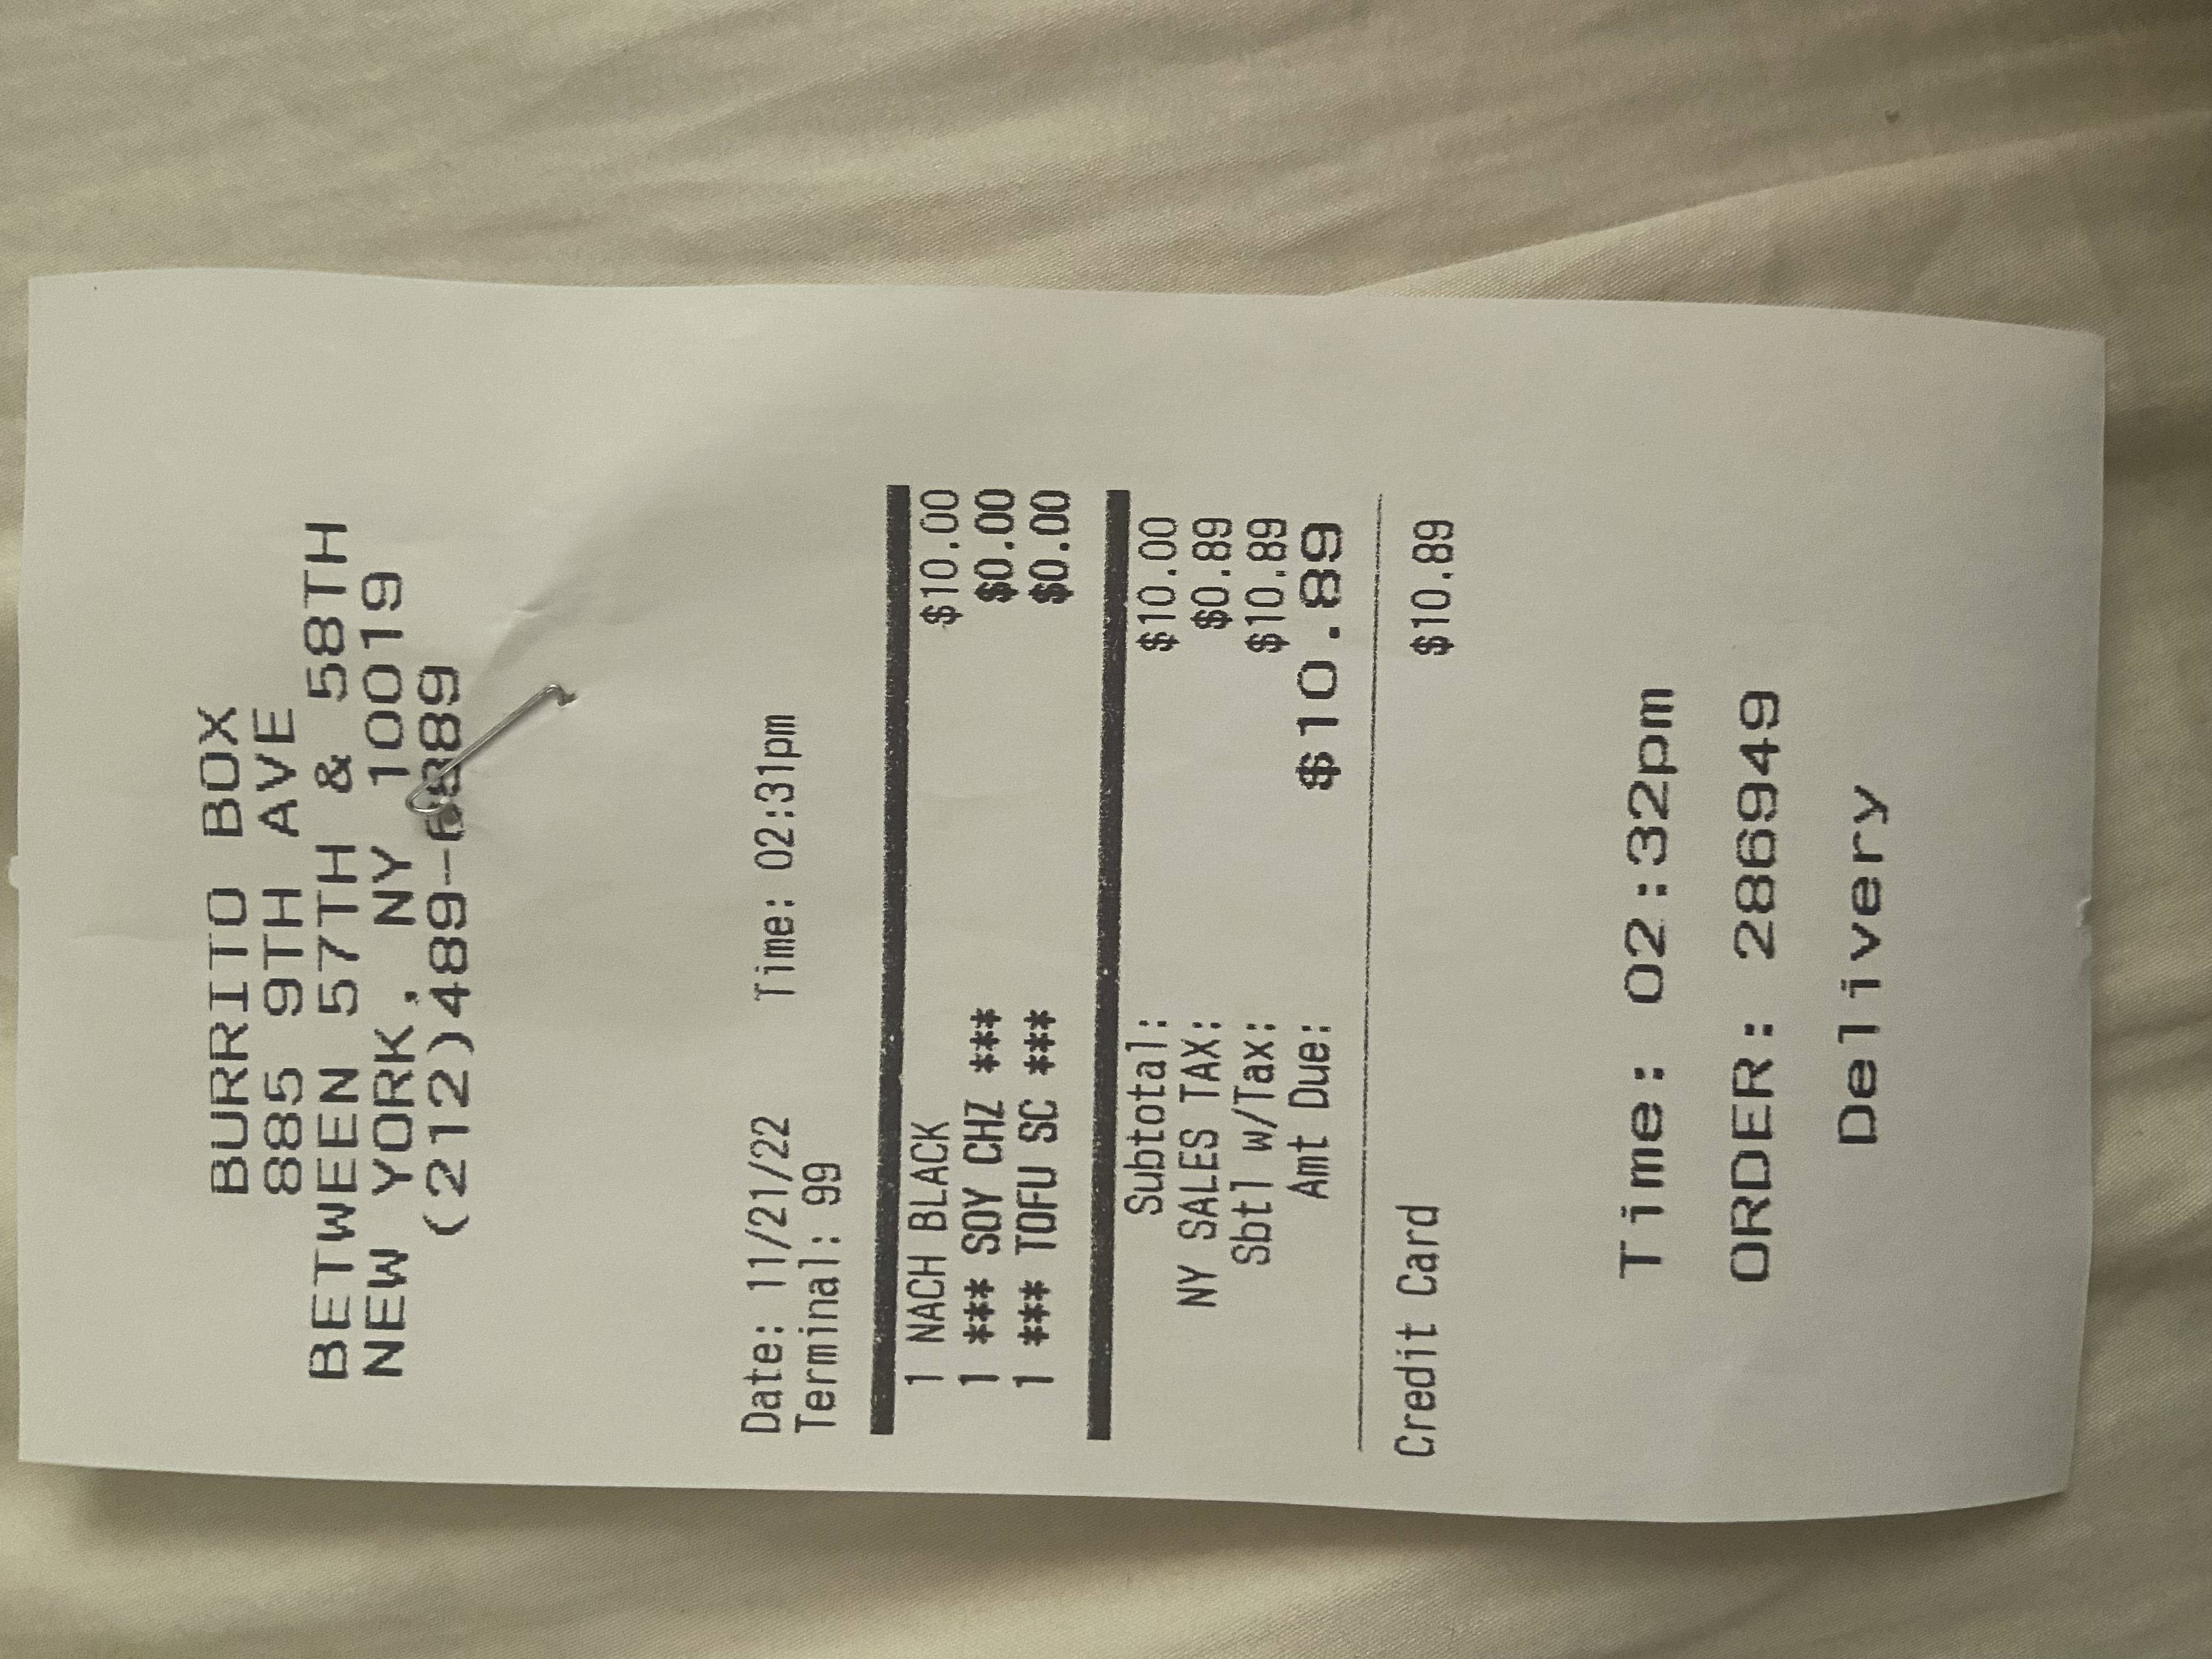 BURRITO BOX
885 9TH AVE
BETWEEN 57TH & 58TH
NEW YORK, NY 10019
Date: 11/21/22 Time: 02:31pm
Terminal: 99
1 NACH BLACK $10.00
1 *** SOY CHZ *** $0.00
1 *** TOFU SC *** $0.00
Subtotal: $10.00
NY SALES TAX: $0.89
Sbtl w/Tax: $10.89
Amt Due: $10.89
Credit Card $10.89
Time: 02:32pm
ORDER: 286949
Delivery